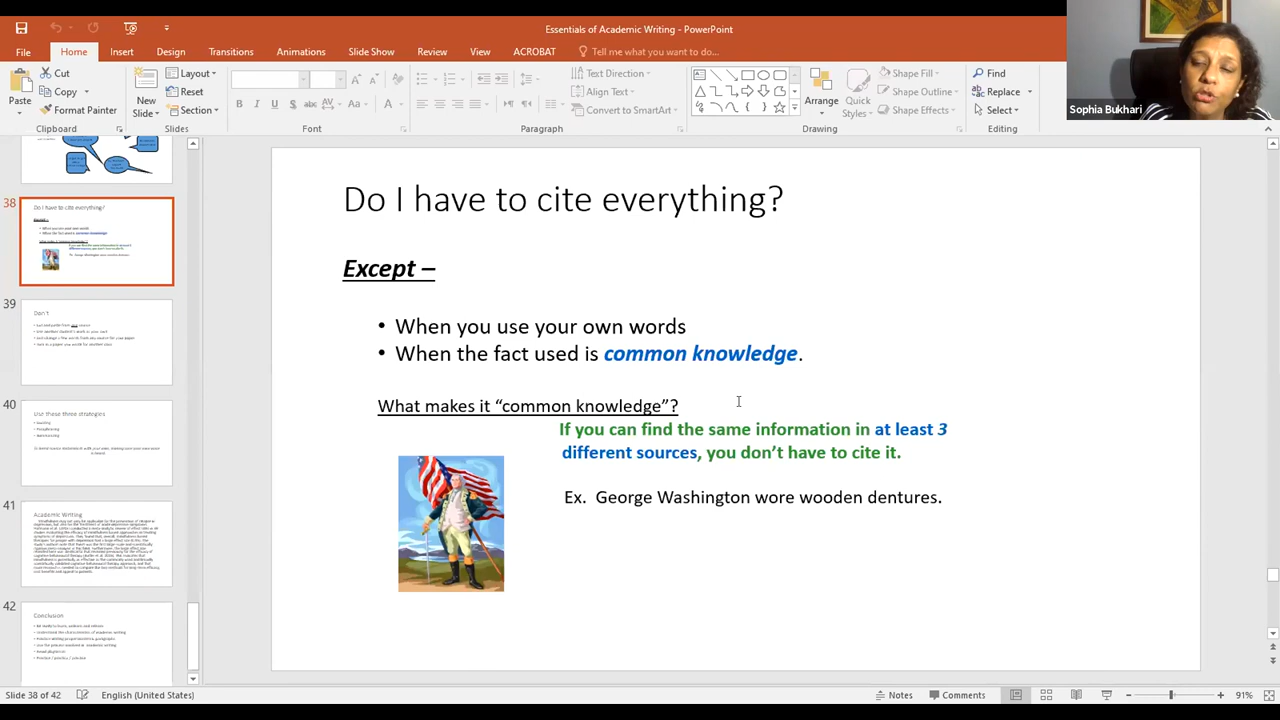 Essentials of Academic Writing - PowerPoint
File Home Insert Design Transitions Animations Slide Show Review View ACROBAT Tell me what you want to do...
Sophia Bukhari
Paste
Cut
Copy
Format Painter
Clipboard
New Slide
Layout
Reset
Section
Slides
Font
Text Direction
Align Text
Convert to SmartArt
Paragraph
Arrange
Quick Styles
Shape Fill
Shape Outline
Shape Effects
Drawing
Find
Replace
Select
Editing
38
Do I have to cite everything?
39
Don't
40
Use these three strategies
41
Academic Writing
42
Conclusion
Do I have to cite everything?
Except –
• When you use your own words
• When the fact used is common knowledge.
What makes it “common knowledge”?
If you can find the same information in at least 3
different sources, you don’t have to cite it.
Ex. George Washington wore wooden dentures.
Slide 38 of 42 English (United States) Notes Comments 91%